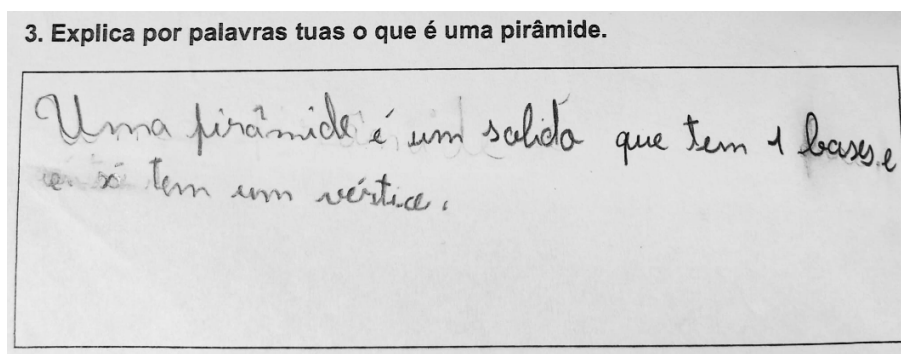 3. Explica por palavras tuas o que é uma pirâmide.
Uma pirâmide é um solido que tem 1 bases e
só tem um vértice.